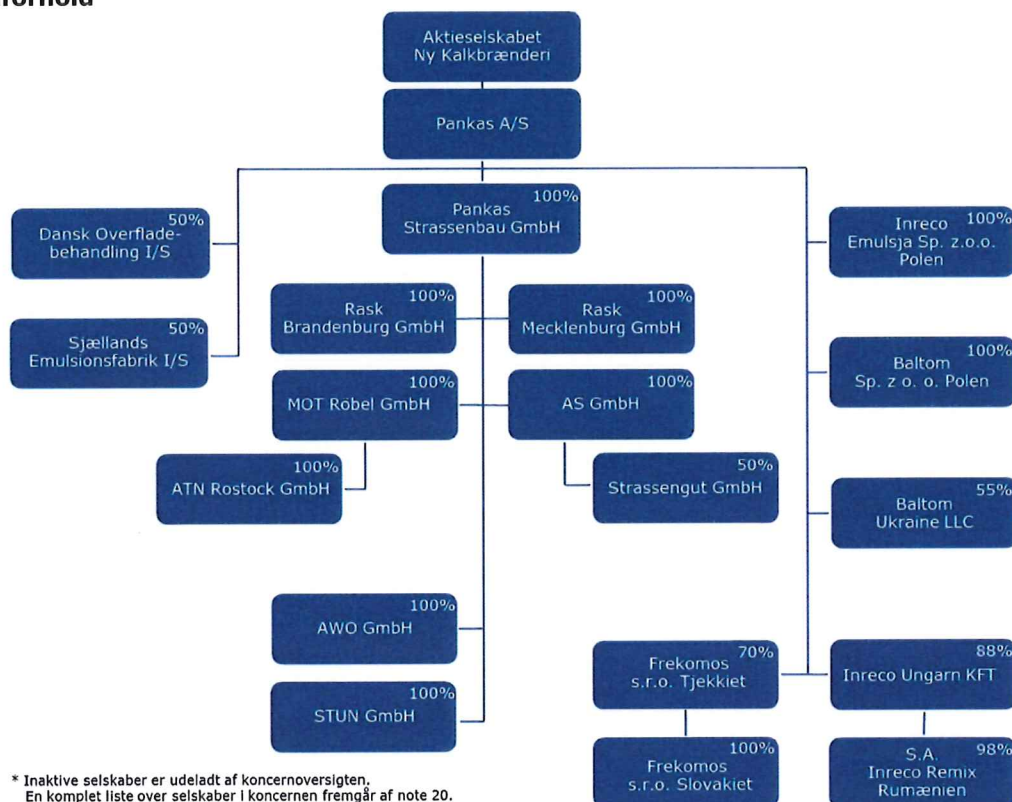 Aktieselskabet
Ny Kalkbrænderi
Pankas A/S
100%
Pankas
Strassenbau GmbH
50%
Dansk Overflade-
behandling I/S
50%
Sjællands
Emulsionsfabrik I/S
100%
Rask
Brandenburg GmbH
100%
Rask
Mecklenburg GmbH
100%
MOT Röbel GmbH
100%
AS GmbH
100%
ATN Rostock GmbH
50%
Strassengut GmbH
100%
AWO GmbH
100%
STUN GmbH
Inreco 100%
Emulsja Sp. z.o.o.
Polen
100%
Baltom
Sp. z o. o. Polen
55%
Baltom
Ukraine LLC
70%
Frekomos
s.r.o. Tjekkiet
88%
Inreco Ungarn KFT
100%
Frekomos
s.r.o. Slovakiet
S.A. 98%
Inreco Remix
Rumænien
* Inaktive selskaber er udeladt af koncernoversigten.
En komplet liste over selskaber i koncernen fremgår af note 20.